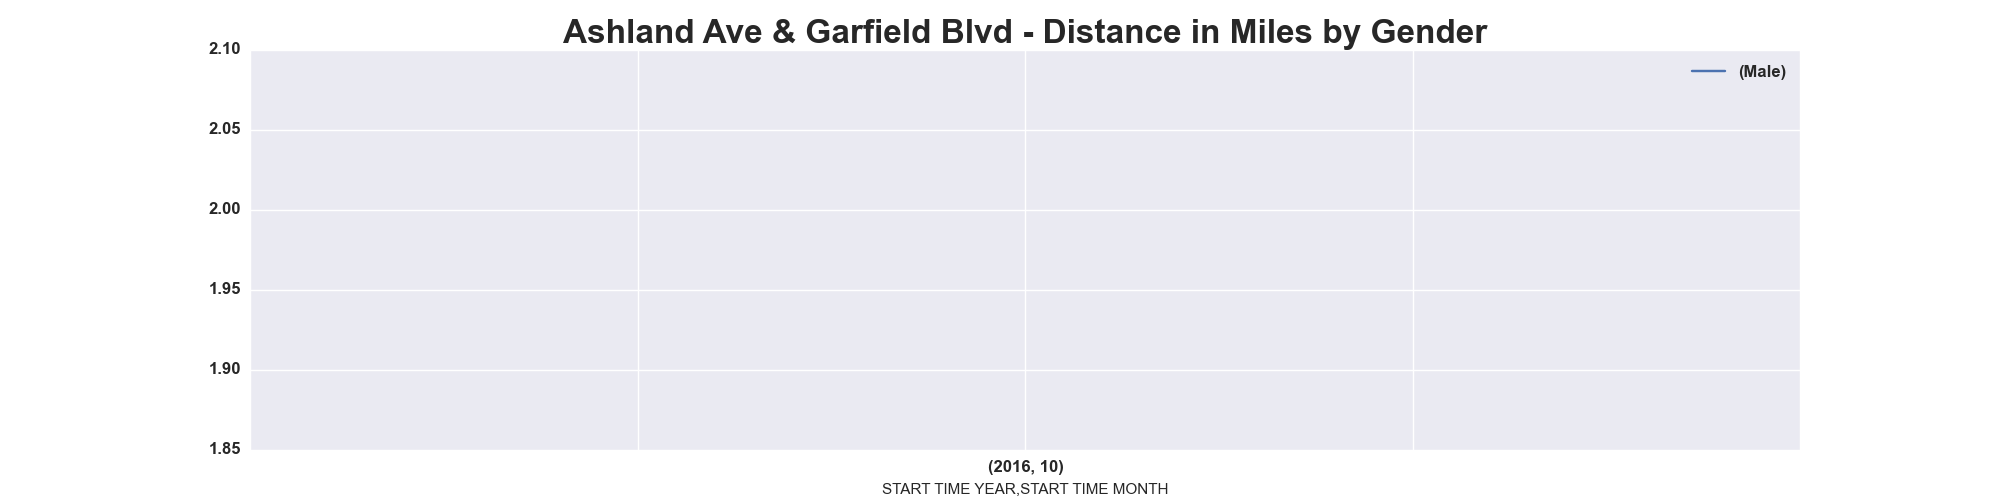 Ashland Ave & Garfield Blvd - Distance in Miles by Gender
2.10
(Male)
2.05
2.00
1.95
1.90
1.85
(2016, 10)
START TIME YEAR,START TIME MONTH